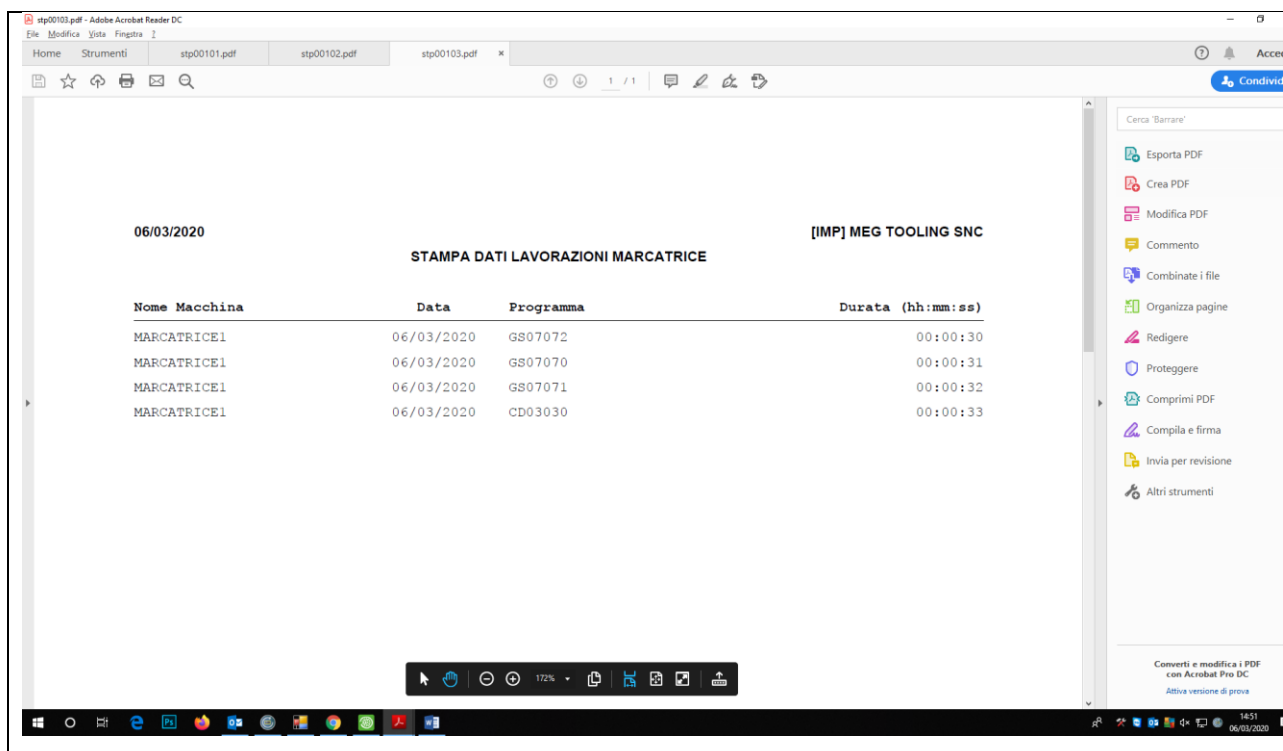 stp00103.pdf - Adobe Acrobat Reader DC
File Modifica Vista Finestra ?
Home Strumenti stp00101.pdf stp00102.pdf stp00103.pdf × ? Acced
1 / 1
Condivid
Cerca 'Barrare'
Esporta PDF
Crea PDF
Modifica PDF
Commento
Combinate i file
Organizza pagine
Redigere
Proteggere
Comprimi PDF
Compila e firma
Invia per revisione
Altri strumenti
06/03/2020 [IMP] MEG TOOLING SNC
STAMPA DATI LAVORAZIONI MARCATRICE
Nome Macchina Data Programma Durata (hh:mm:ss)
MARCATRICE1 06/03/2020 GS07072 00:00:30
MARCATRICE1 06/03/2020 GS07070 00:00:31
MARCATRICE1 06/03/2020 GS07071 00:00:32
MARCATRICE1 06/03/2020 CD03030 00:00:33
172%
Converti e modifica i PDF
con Acrobat Pro DC
Attiva versione di prova
14:51
06/03/2020